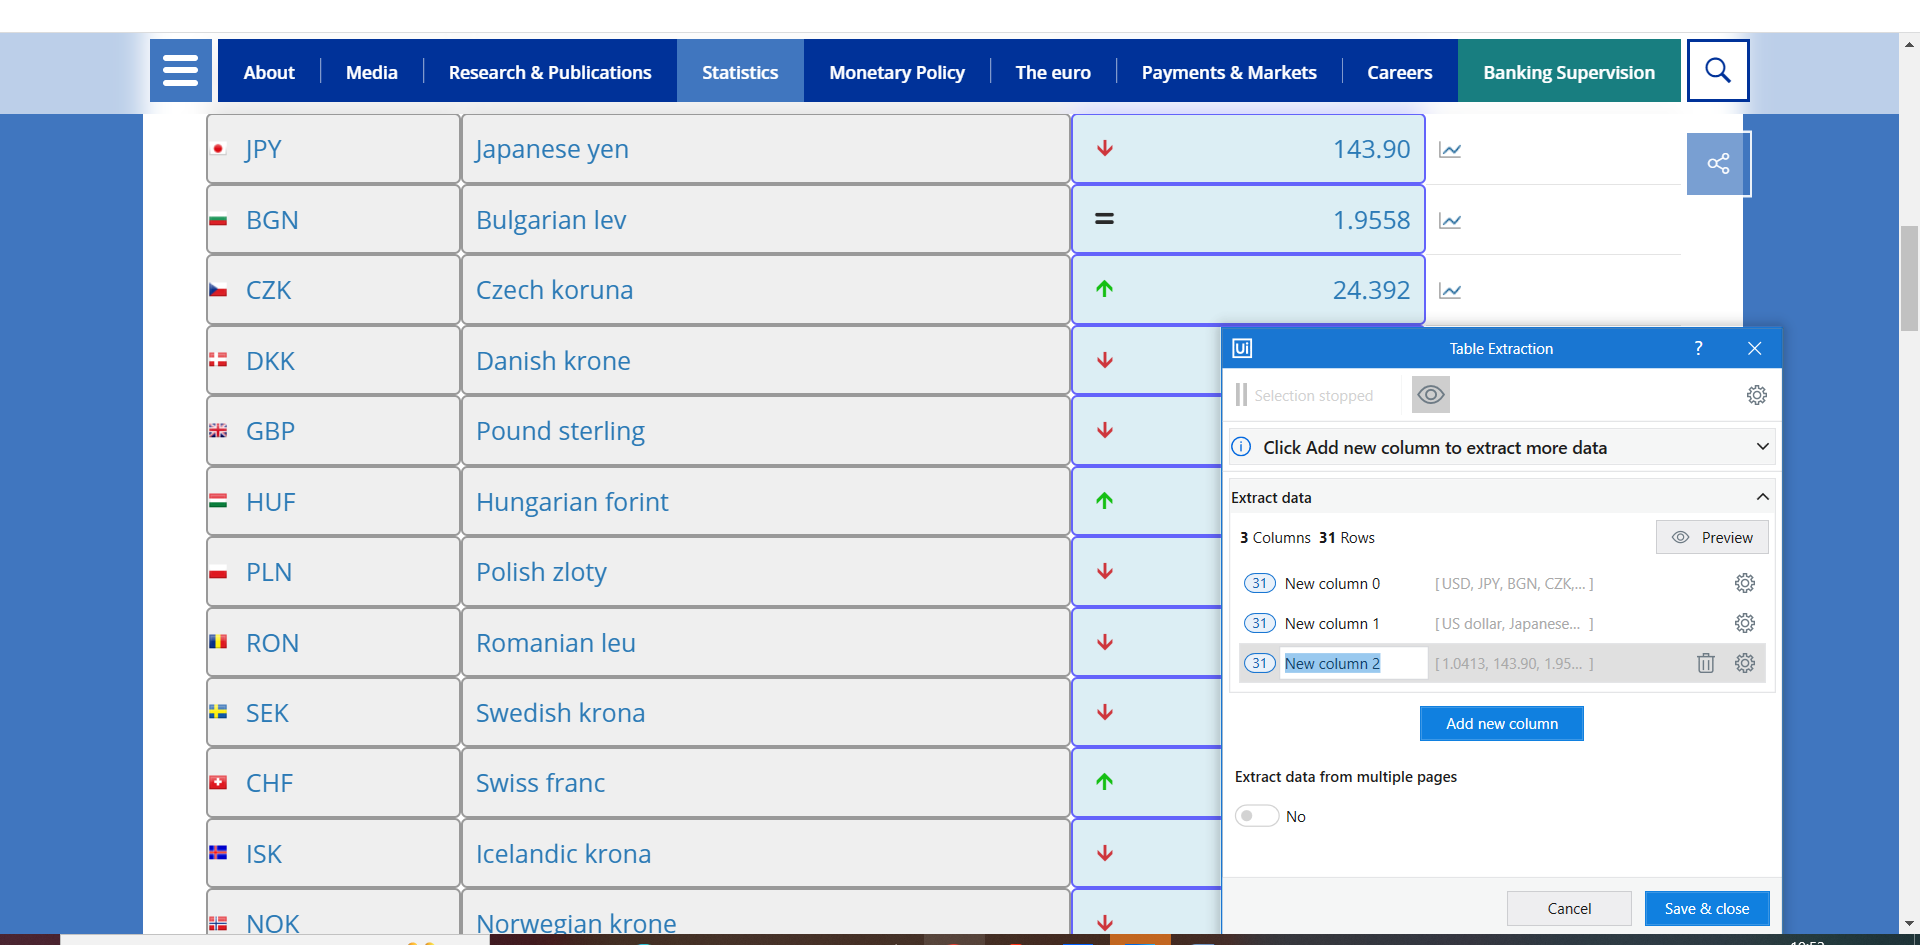 About
Media
Research & Publications
Statistics
Monetary Policy
The euro
Payments & Markets
Careers
Banking Supervision
JPY Japanese yen 143.90
BGN Bulgarian lev = 1.9558
CZK Czech koruna 24.392
DKK Danish krone
GBP Pound sterling
HUF Hungarian forint
PLN Polish zloty
RON Romanian leu
SEK Swedish krona
CHF Swiss franc
ISK Icelandic krona
NOK Norwegian krone
Ui Table Extraction ?
Selection stopped
i Click Add new column to extract more data
Extract data
3 Columns 31 Rows Preview
31 New column 0 [ USD, JPY, BGN, CZK,... ]
31 New column 1 [ US dollar, Japanese... ]
31 New column 2 [ 1.0413, 143.90, 1.95... ]
Add new column
Extract data from multiple pages
No
Cancel Save & close